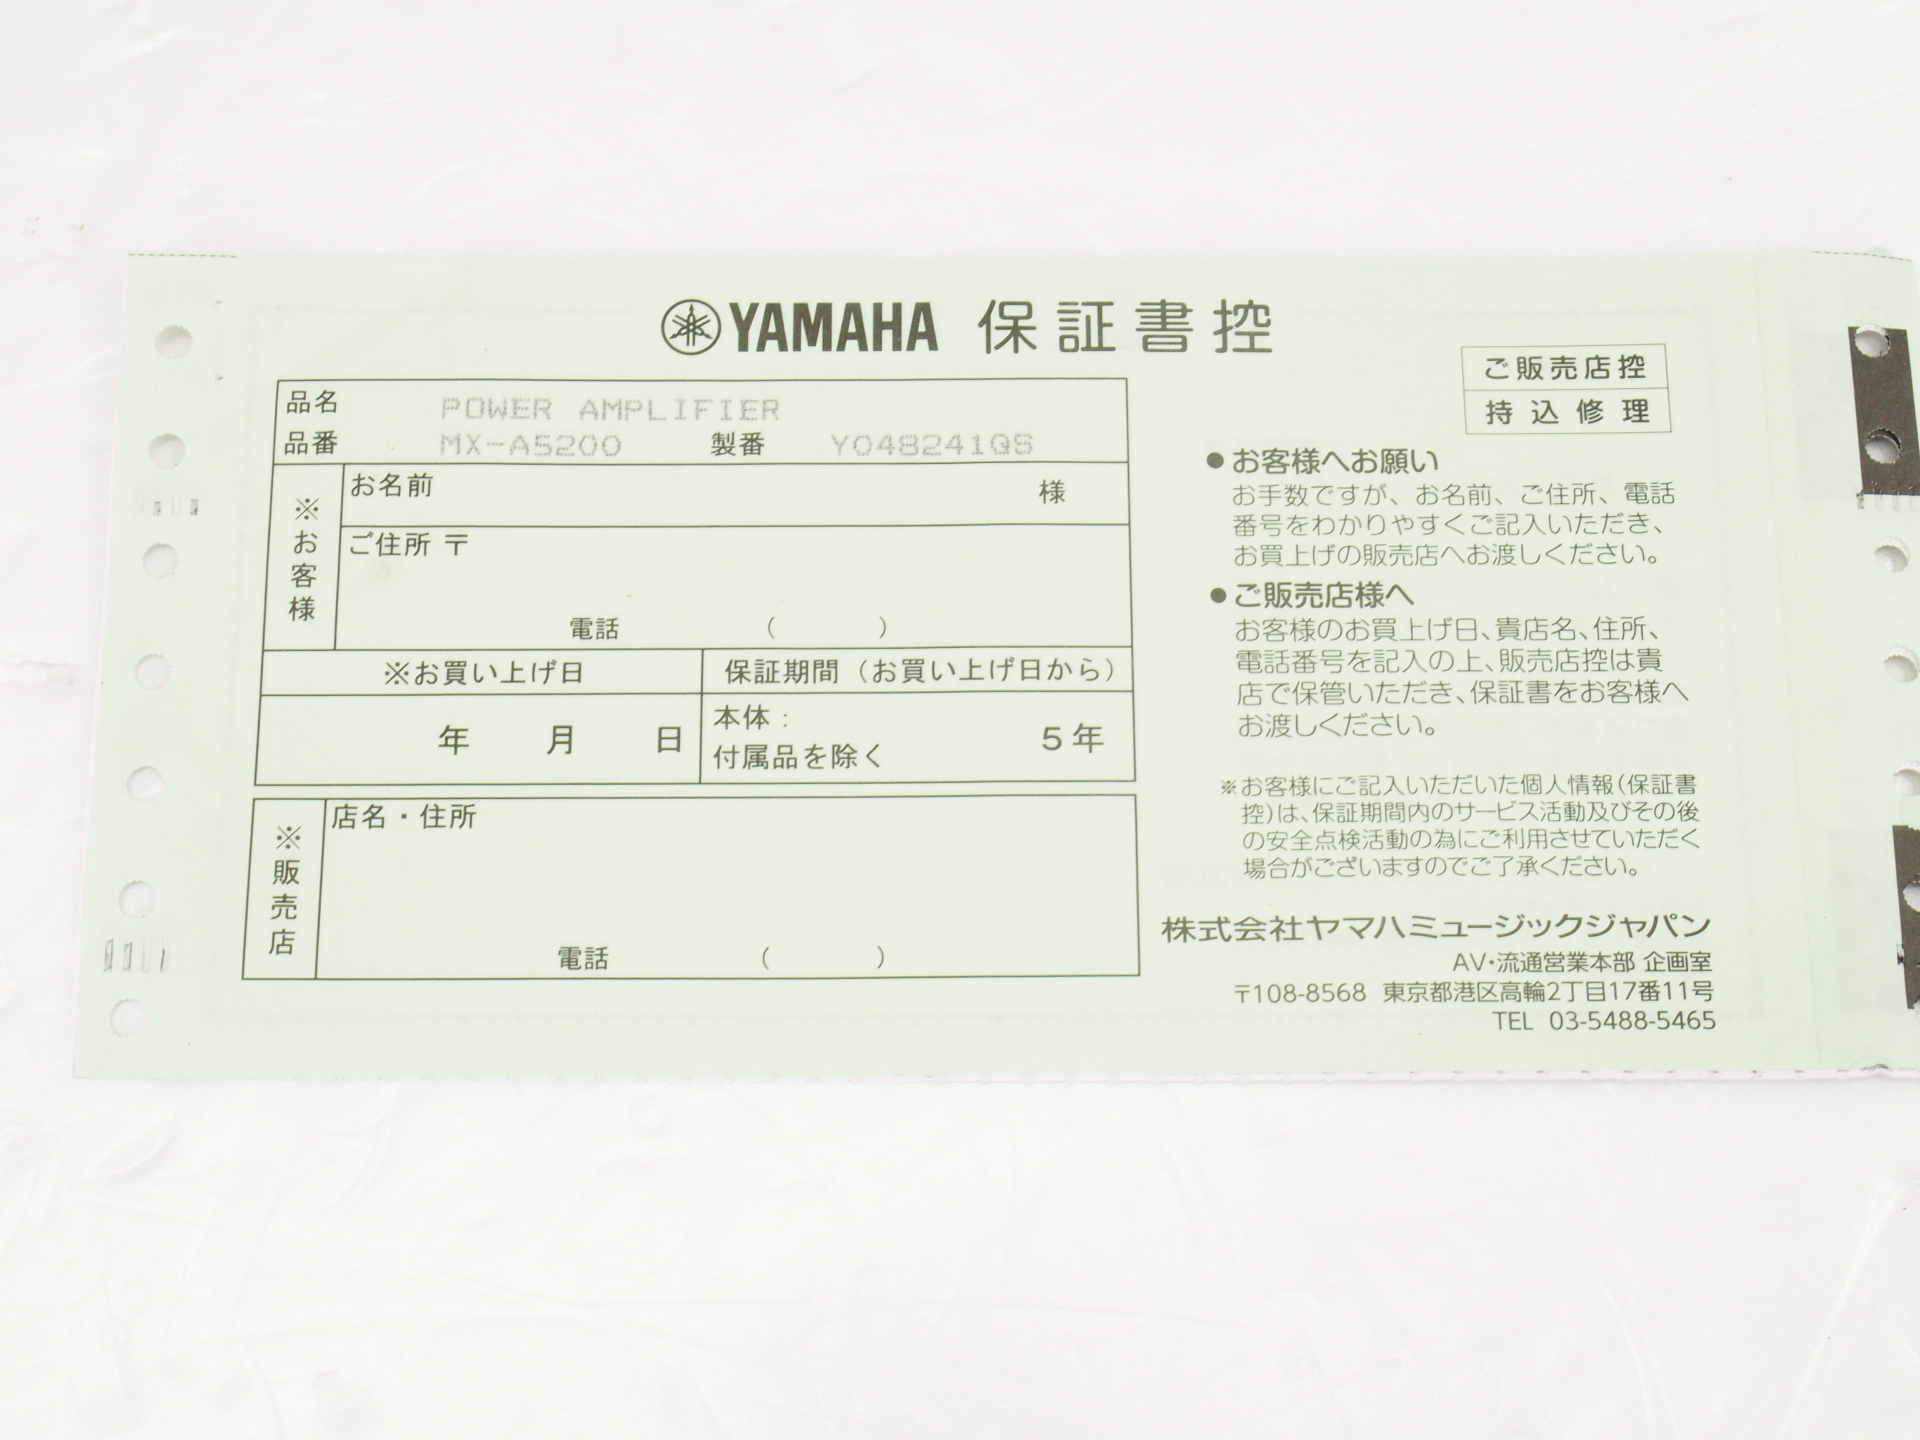 YAMAHA 保証書控
ご販売店控
持込修理
品名 POWER AMPLIFIER
品番 MX-A5200 製番 Y048241QS
※お客様
お名前 様
ご住所 〒
電話 ( )
※お買い上げ日
年 月 日
保証期間（お買い上げ日から）
本体：
付属品を除く 5年
※販売店
店名・住所
電話 ( )
●お客様へお願い
お手数ですが、お名前、ご住所、電話
番号をわかりやすくご記入いただき、
お買上げの販売店へお渡しください。
●ご販売店様へ
お客様のお買上げ日、貴店名、住所、
電話番号を記入の上、販売店控は貴
店で保管いただき、保証書をお客様へ
お渡しください。
※お客様にご記入いただいた個人情報(保証書
控)は、保証期間内のサービス活動及びその後
の安全点検活動の為にご利用させていただく
場合がございますのでご了承ください。
株式会社ヤマハミュージックジャパン
AV・流通営業本部 企画室
〒108-8568 東京都港区高輪2丁目17番11号
TEL 03-5488-5465